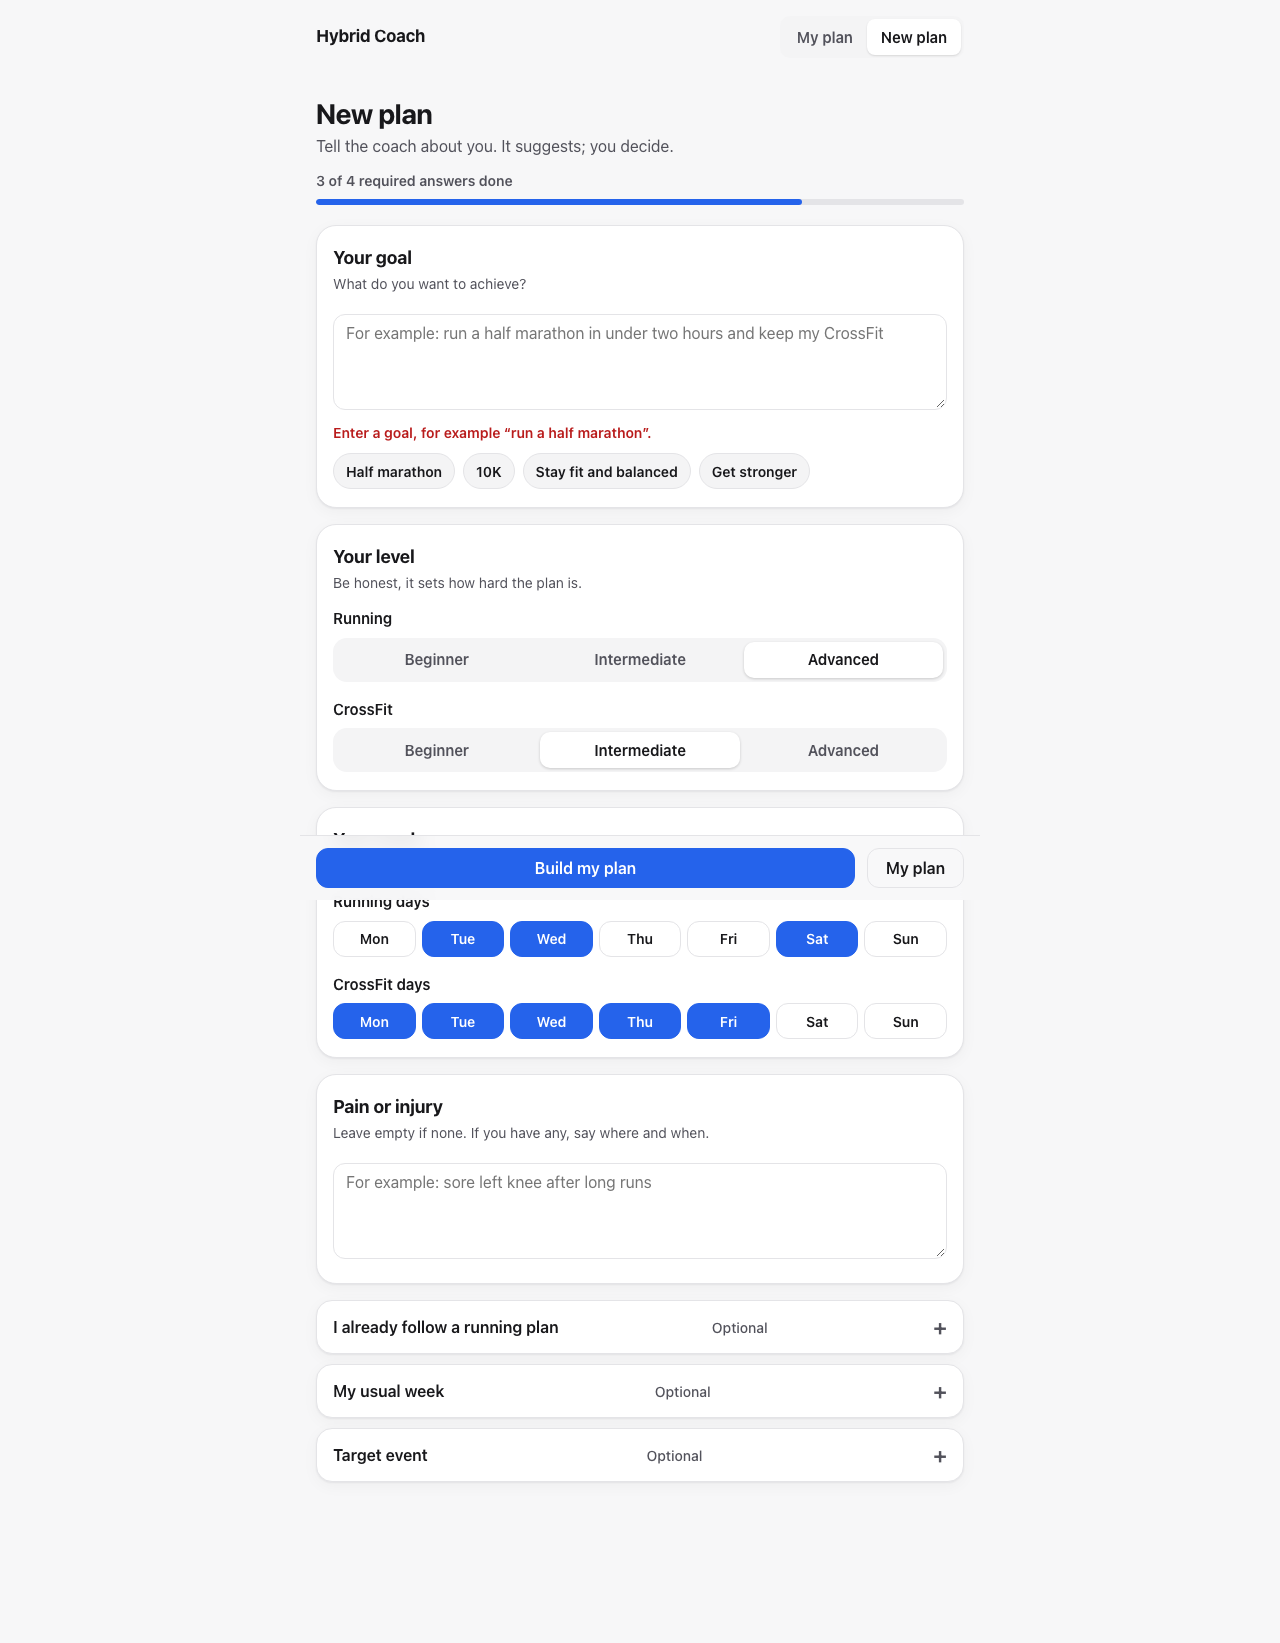 Hybrid Coach
My plan
New plan
New plan
Tell the coach about you. It suggests; you decide.
3 of 4 required answers done
Your goal
What do you want to achieve?
For example: run a half marathon in under two hours and keep my CrossFit
Enter a goal, for example “run a half marathon”.
Half marathon
10K
Stay fit and balanced
Get stronger
Your level
Be honest, it sets how hard the plan is.
Running
Beginner
Intermediate
Advanced
CrossFit
Beginner
Intermediate
Advanced
Build my plan
My plan
Running days
Mon
Tue
Wed
Thu
Fri
Sat
Sun
CrossFit days
Mon
Tue
Wed
Thu
Fri
Sat
Sun
Pain or injury
Leave empty if none. If you have any, say where and when.
For example: sore left knee after long runs
I already follow a running plan
Optional
+
My usual week
Optional
+
Target event
Optional
+